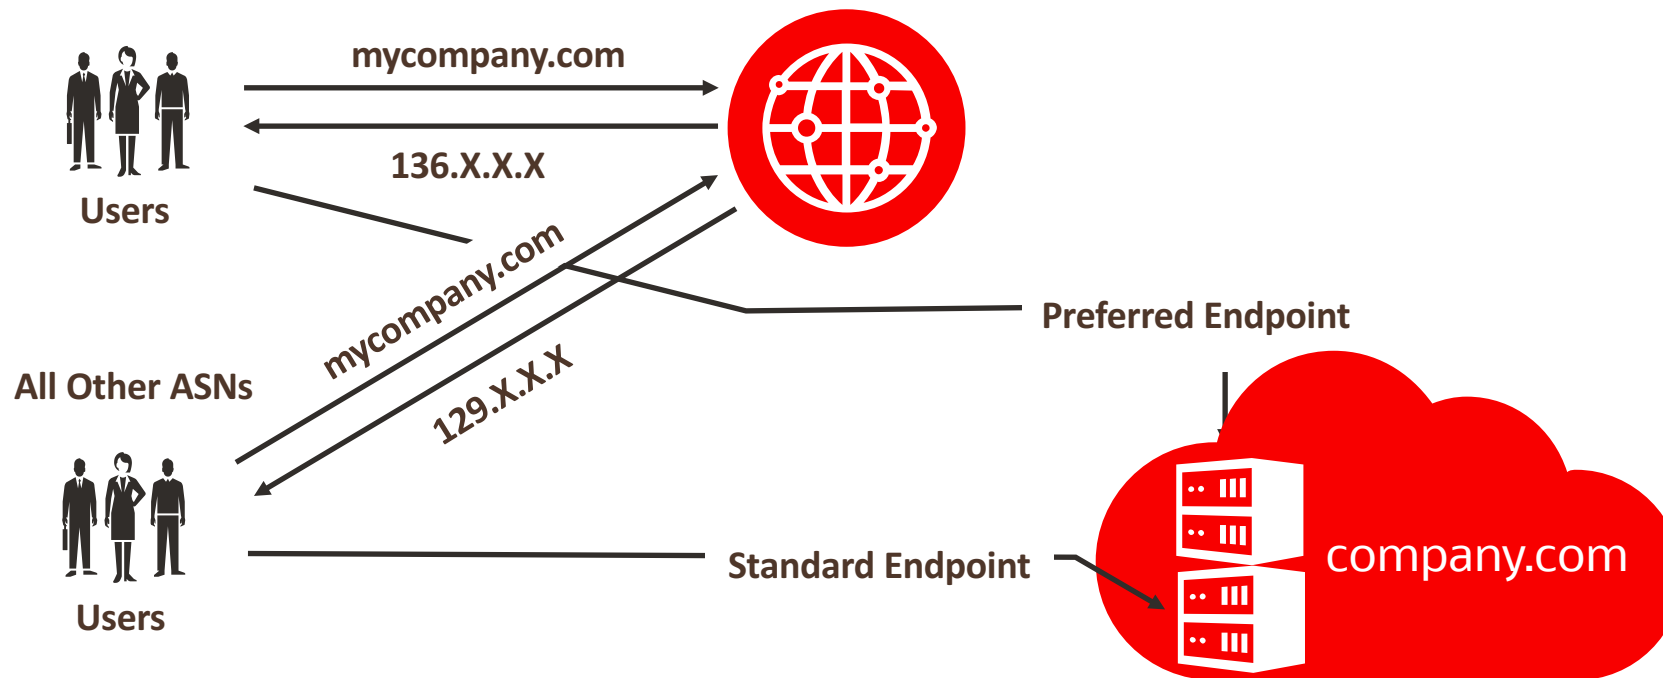 mycompany.com
136.X.X.X
Users
mycompany.com
Preferred Endpoint
129.X.X.X
All Other ASNs
Standard Endpoint
company.com
Users